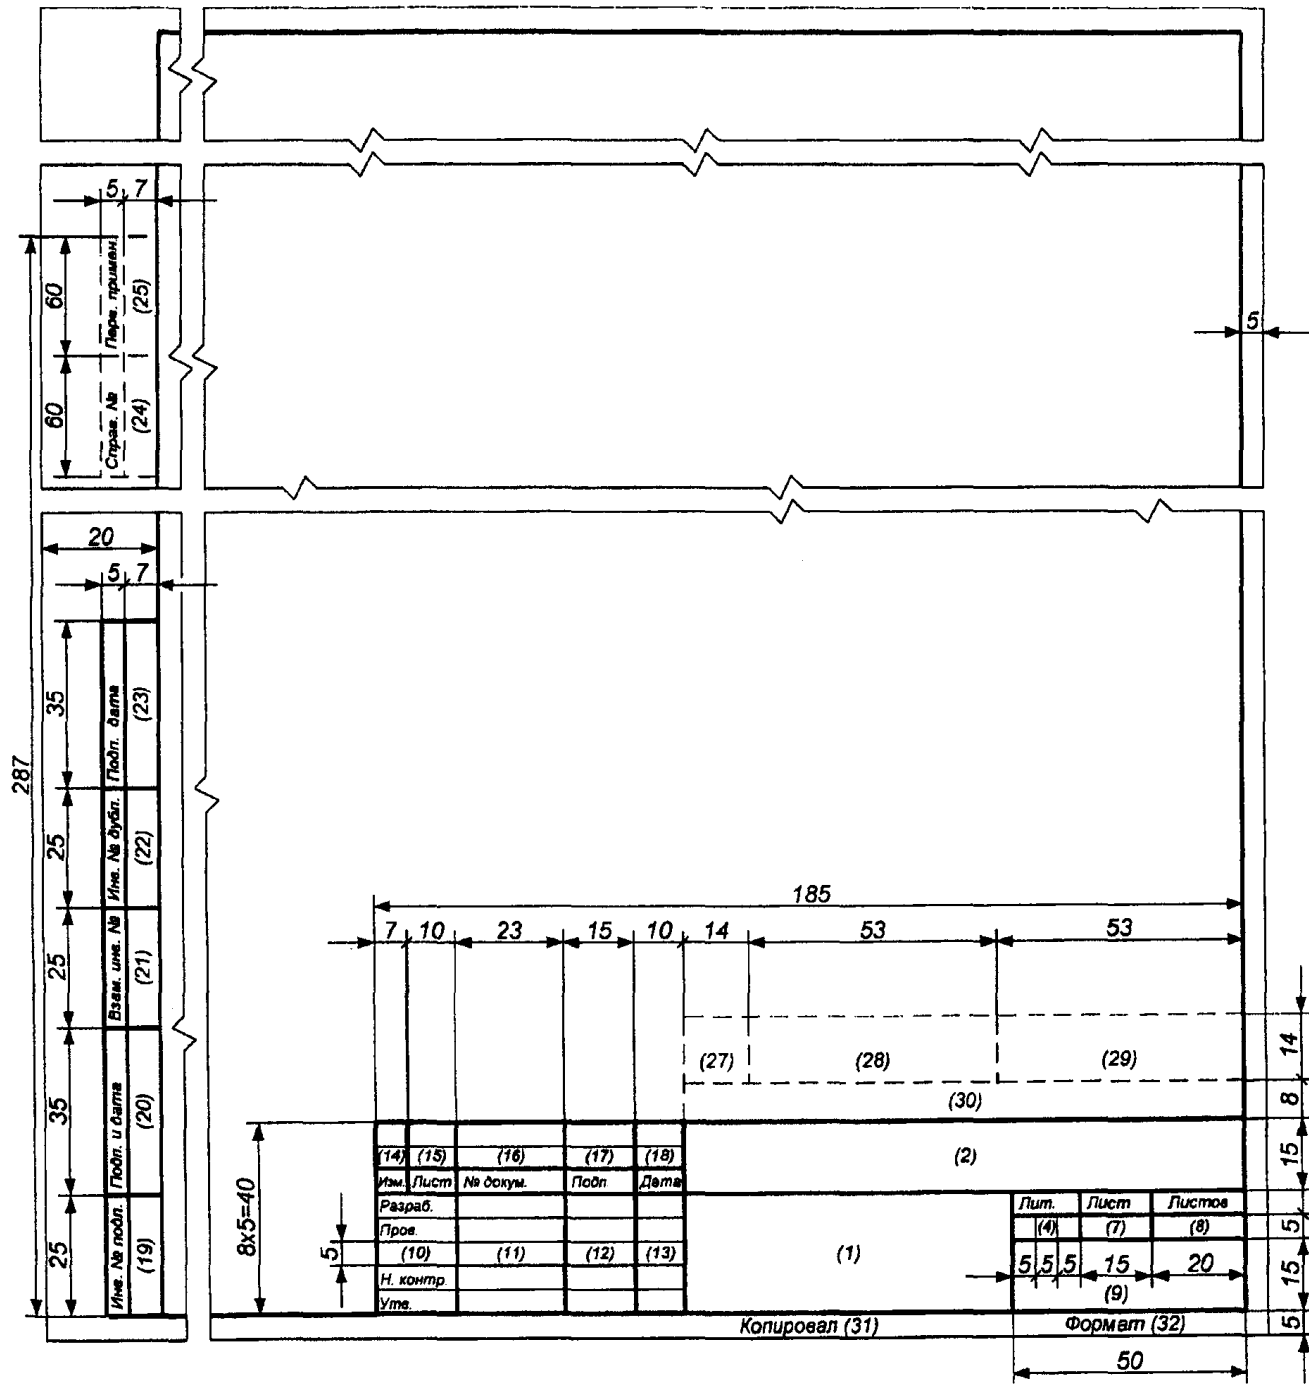 5 7
Перв. примен.
(25)
60
Справ. №
(24)
60
5
20
5 7
35
Подп. дата
(23)
287
25
Инв. № дубл.
(22)
25
Взам. инв. №
(21)
35
Подп. и дата
(20)
25
Инв. № подл.
(19)
185
7 10 23 15 10 14 53 53
(27) (28) (29)
14
(30)
8
(14) (15) (16) (17) (18)
(2)
15
Изм. Лист № докум. Подп Дата
8x5=40
Разраб.
Лит. Лист Листов
Пров.
(4) (7) (8)
5
5
(10) (11) (12) (13)
(1)
5 5 5 15 20
15
Н. контр.
(9)
Утв.
Копировал (31) Формат (32)
5
50